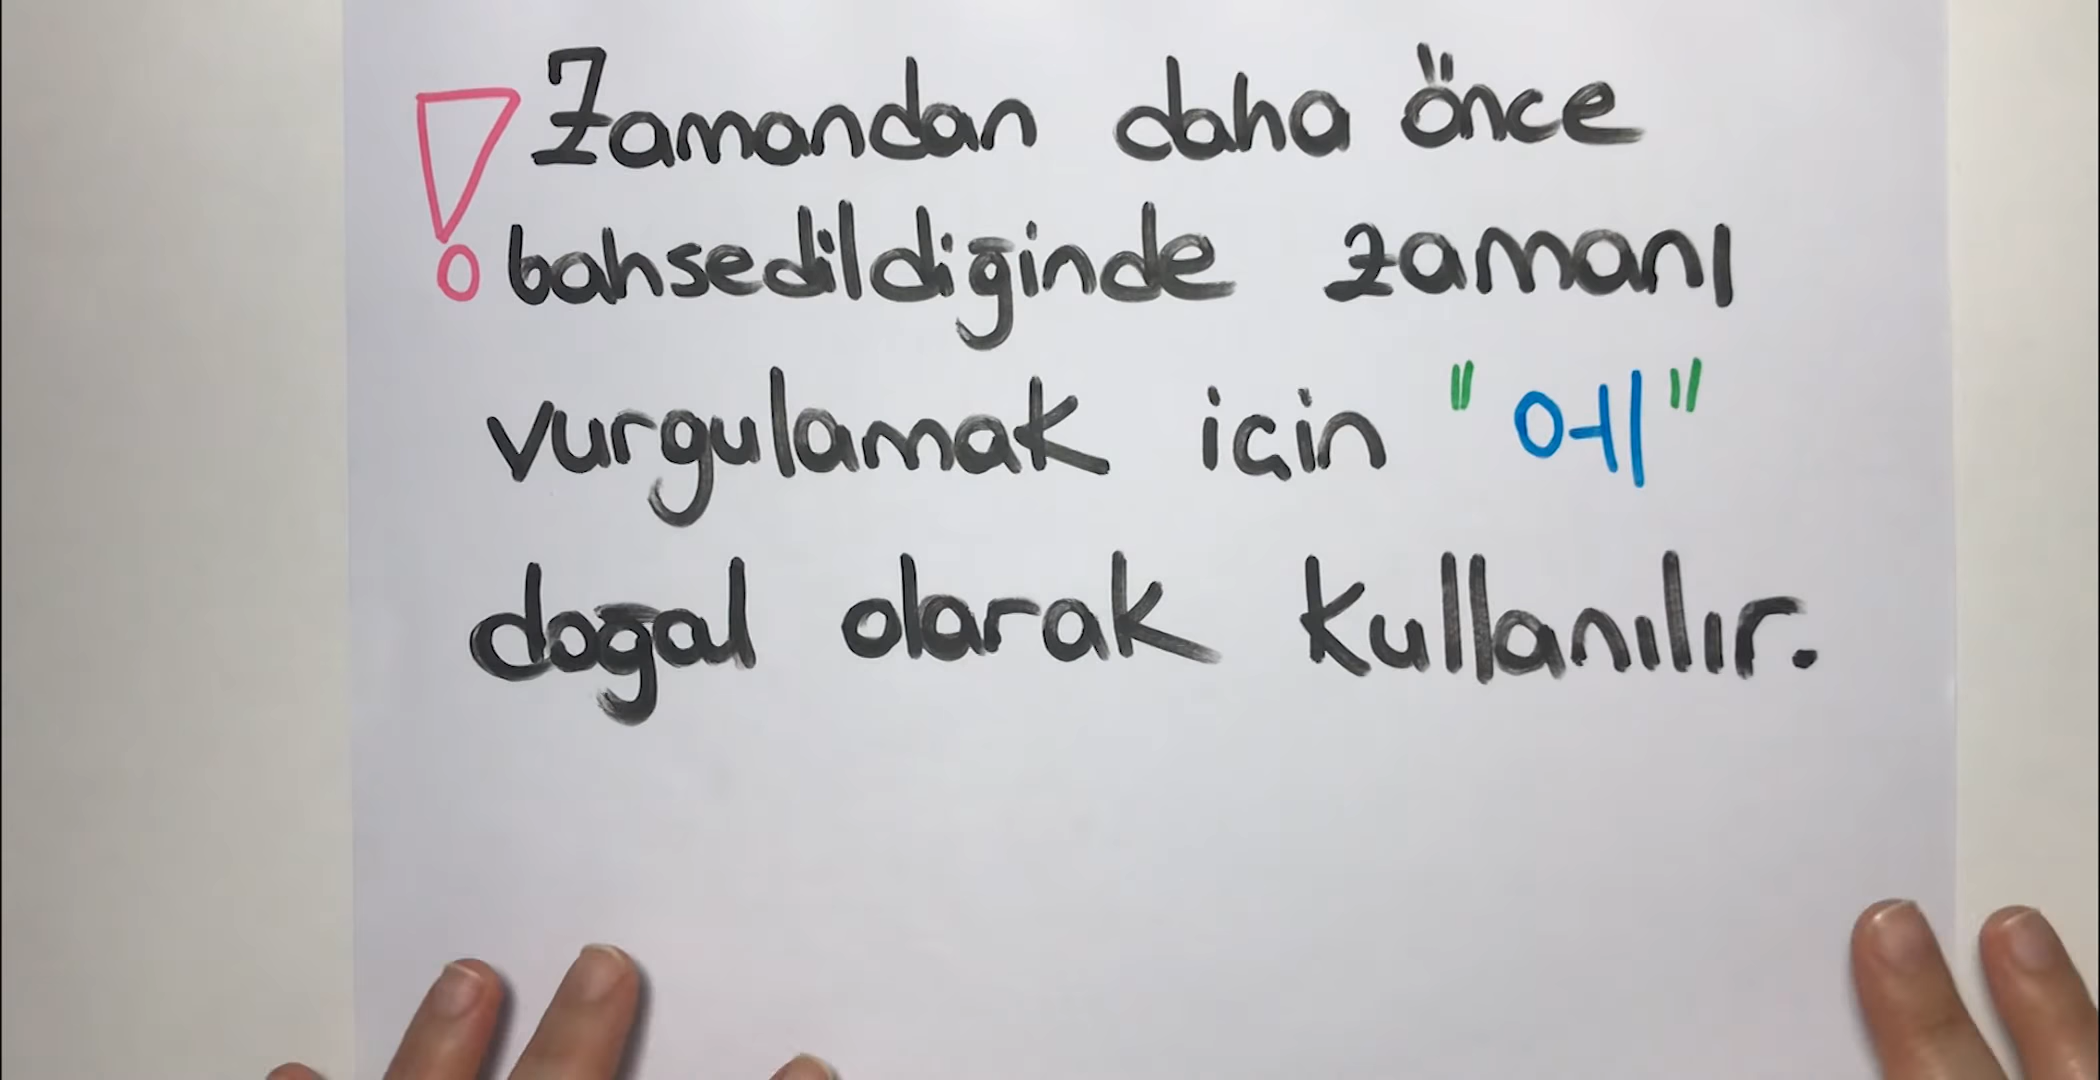 Zamandan daha önce
bahsedildiğinde zamanı
vurgulamak için "에"
doğal olarak kullanılır.